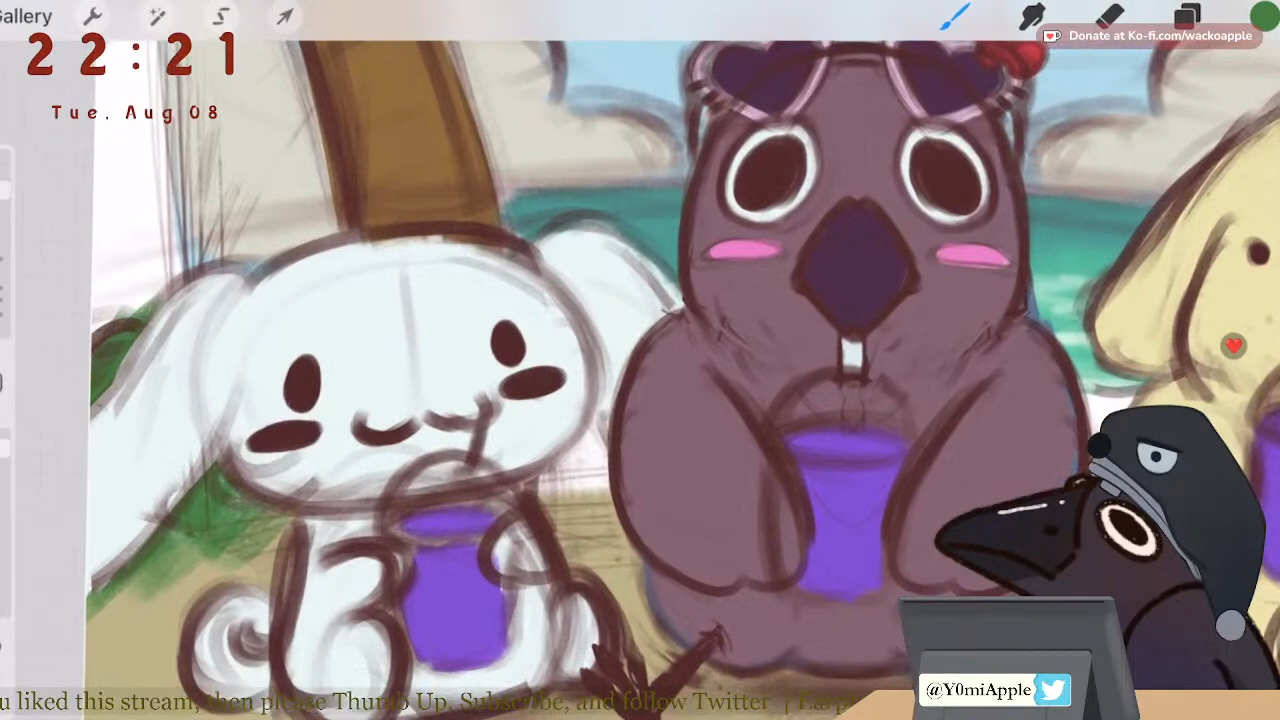 Gallery
Donate at Ko-fi.com/wackoapple
22:21
Tue, Aug 08
@Y0miApple
u liked this stream, then please Thumb Up. Subscribe, and follow Twitter | Earp